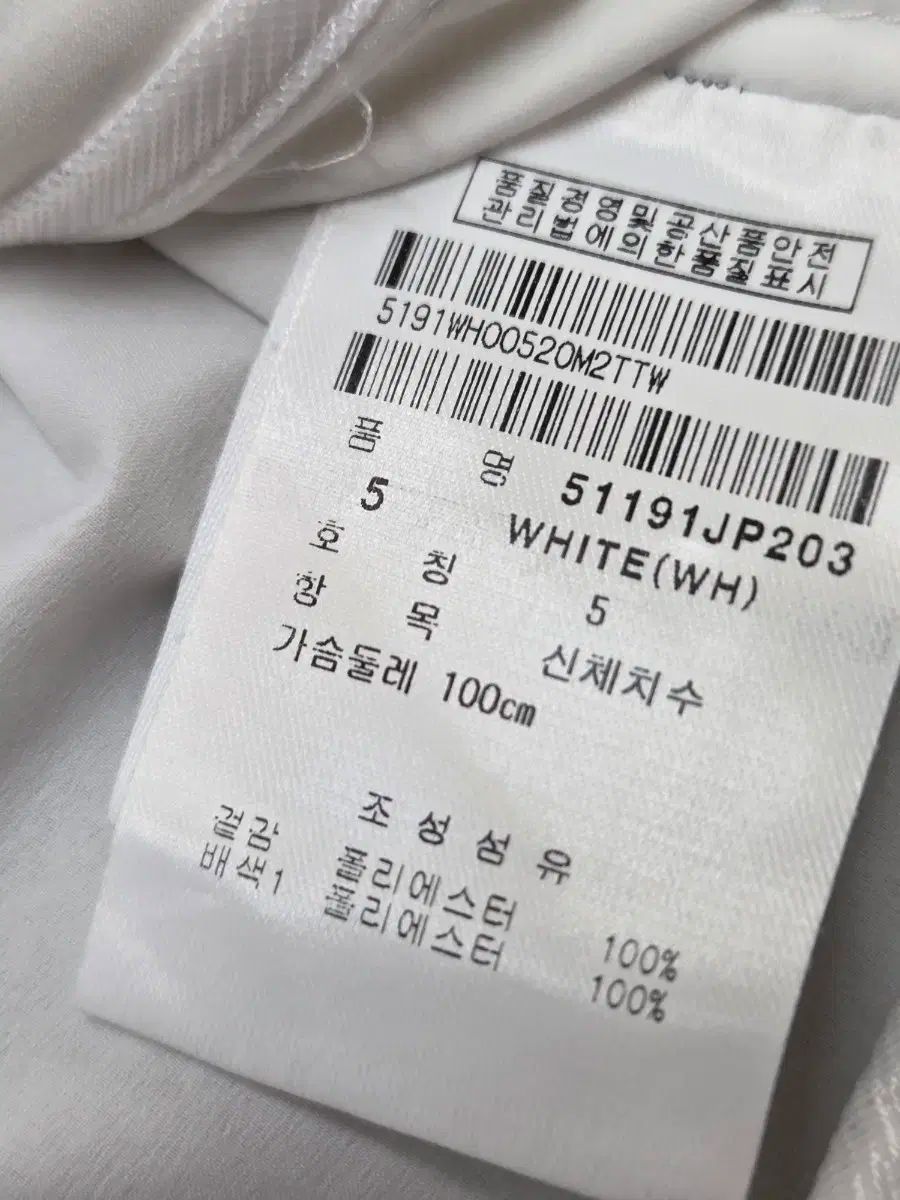 품질경영및공산품안전
관리법에의한품질표시
5191WH00520M2TTW
품 명 51191JP203
5 WHITE(WH)
호 칭 5
항 목 신체치수
가슴둘레 100cm
조 성 섬 유
겉감 폴리에스터 100%
배색1 폴리에스터 100%